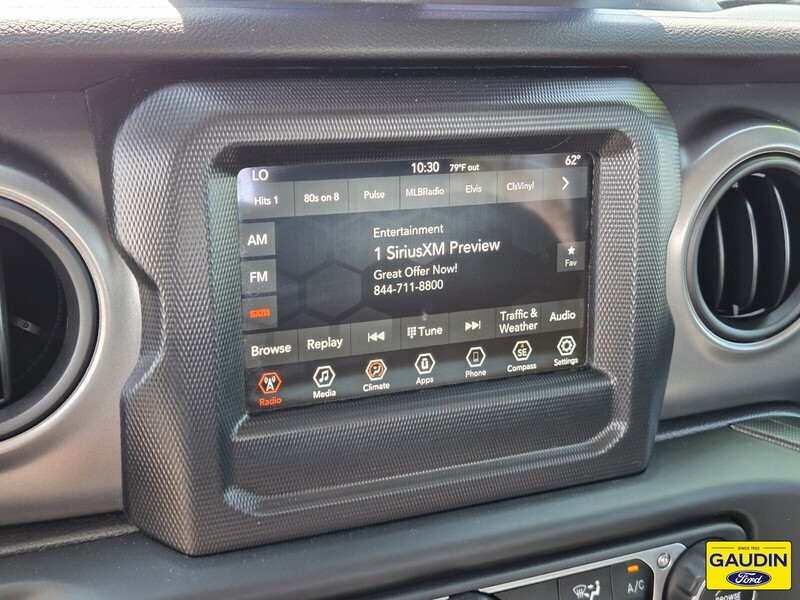 LO 10:30 79°F out 62°
Hits 1 80s on 8 Pulse MLBRadio Elvis ClsVinyl
AM
Entertainment
1 SiriusXM Preview
Fav
FM
Great Offer Now!
844-711-8800
sxm
Browse Replay Tune Traffic &
Weather Audio
Radio Media Climate Apps Phone SE
Compass Settings
A/C
BROWSE
SINCE 1922
GAUDIN
Ford